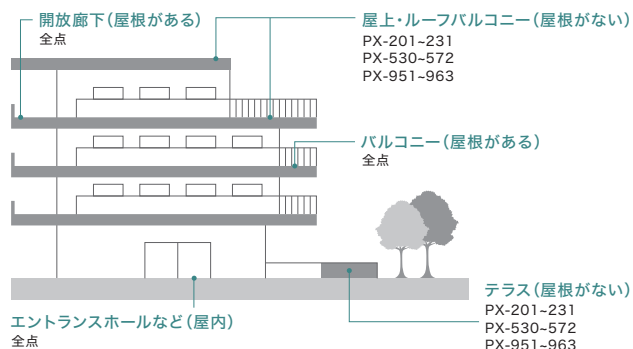 開放廊下(屋根がある)
全点
屋上・ルーフバルコニー(屋根がない)
PX-201~231
PX-530~572
PX-951~963
バルコニー(屋根がある)
全点
エントランスホールなど(屋内)
全点
テラス(屋根がない)
PX-201~231
PX-530~572
PX-951~963